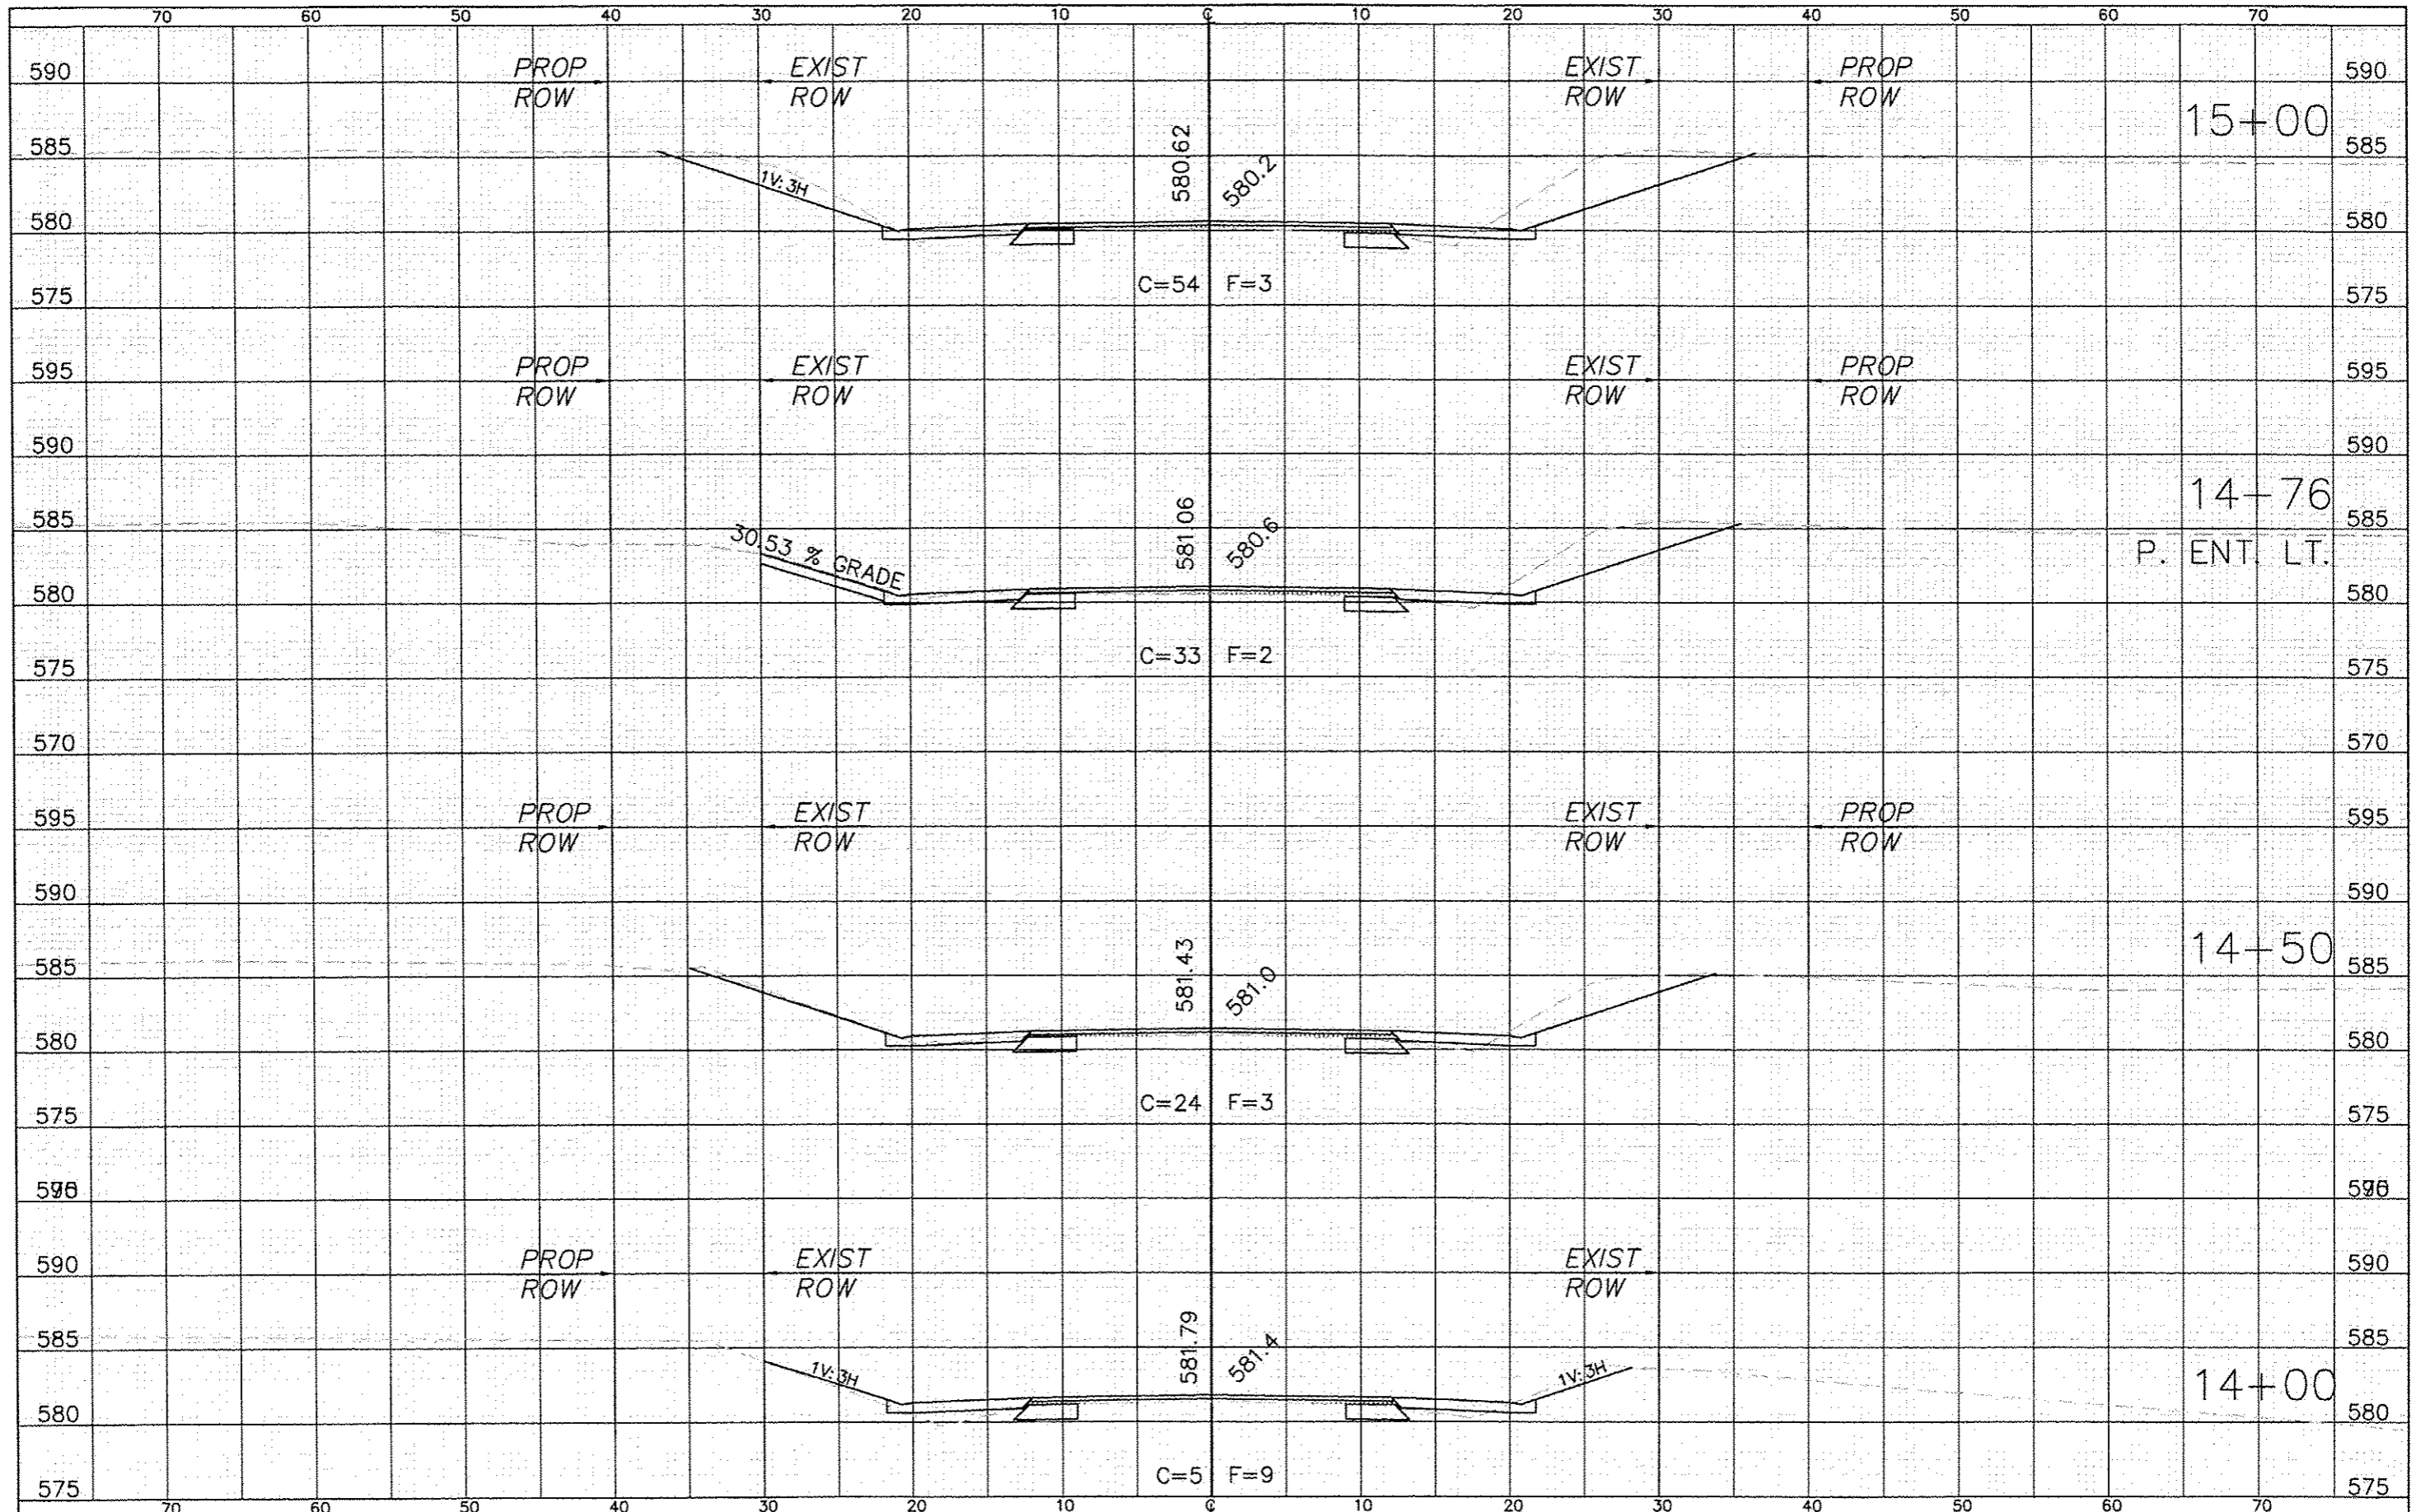 70 60 50 40 30 20 10 ℄ 10 20 30 40 50 60 70
590 PROP ROW EXIST ROW EXIST ROW PROP ROW 590
15+00
585 580.62 580.2 585
1V:3H
580 580
C=54 F=3
575 575
595 PROP ROW EXIST ROW EXIST ROW PROP ROW 595
590 590
14+76
585 581.06 580.6 585
P. ENT. LT.
30.53 % GRADE
580 580
C=33 F=2
575 575
570 570
595 PROP ROW EXIST ROW EXIST ROW PROP ROW 595
590 590
14+50
585 581.43 581.0 585
580 580
C=24 F=3
575 575
590 PROP ROW EXIST ROW EXIST ROW 590
585 581.79 581.4 585
1V:3H 1V:3H
14+00
580 580
C=5 F=9
575 575
70 60 50 40 30 20 10 ℄ 10 20 30 40 50 60 70